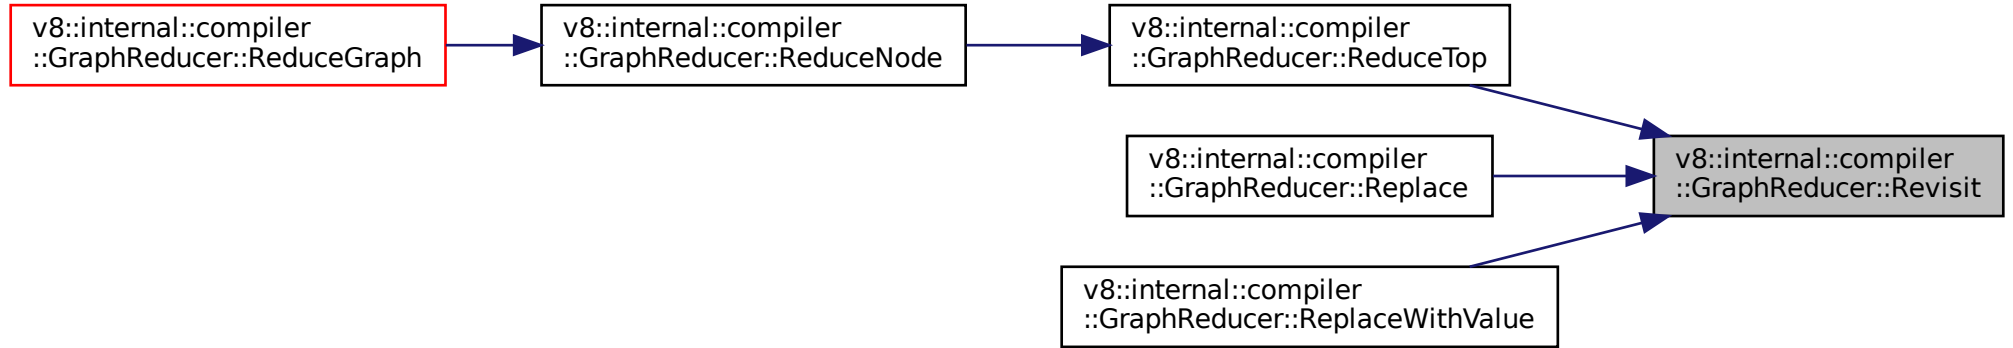 v8::internal::compiler
::GraphReducer::ReduceGraph
v8::internal::compiler
::GraphReducer::ReduceNode
v8::internal::compiler
::GraphReducer::ReduceTop
v8::internal::compiler
::GraphReducer::Replace
v8::internal::compiler
::GraphReducer::ReplaceWithValue
v8::internal::compiler
::GraphReducer::Revisit